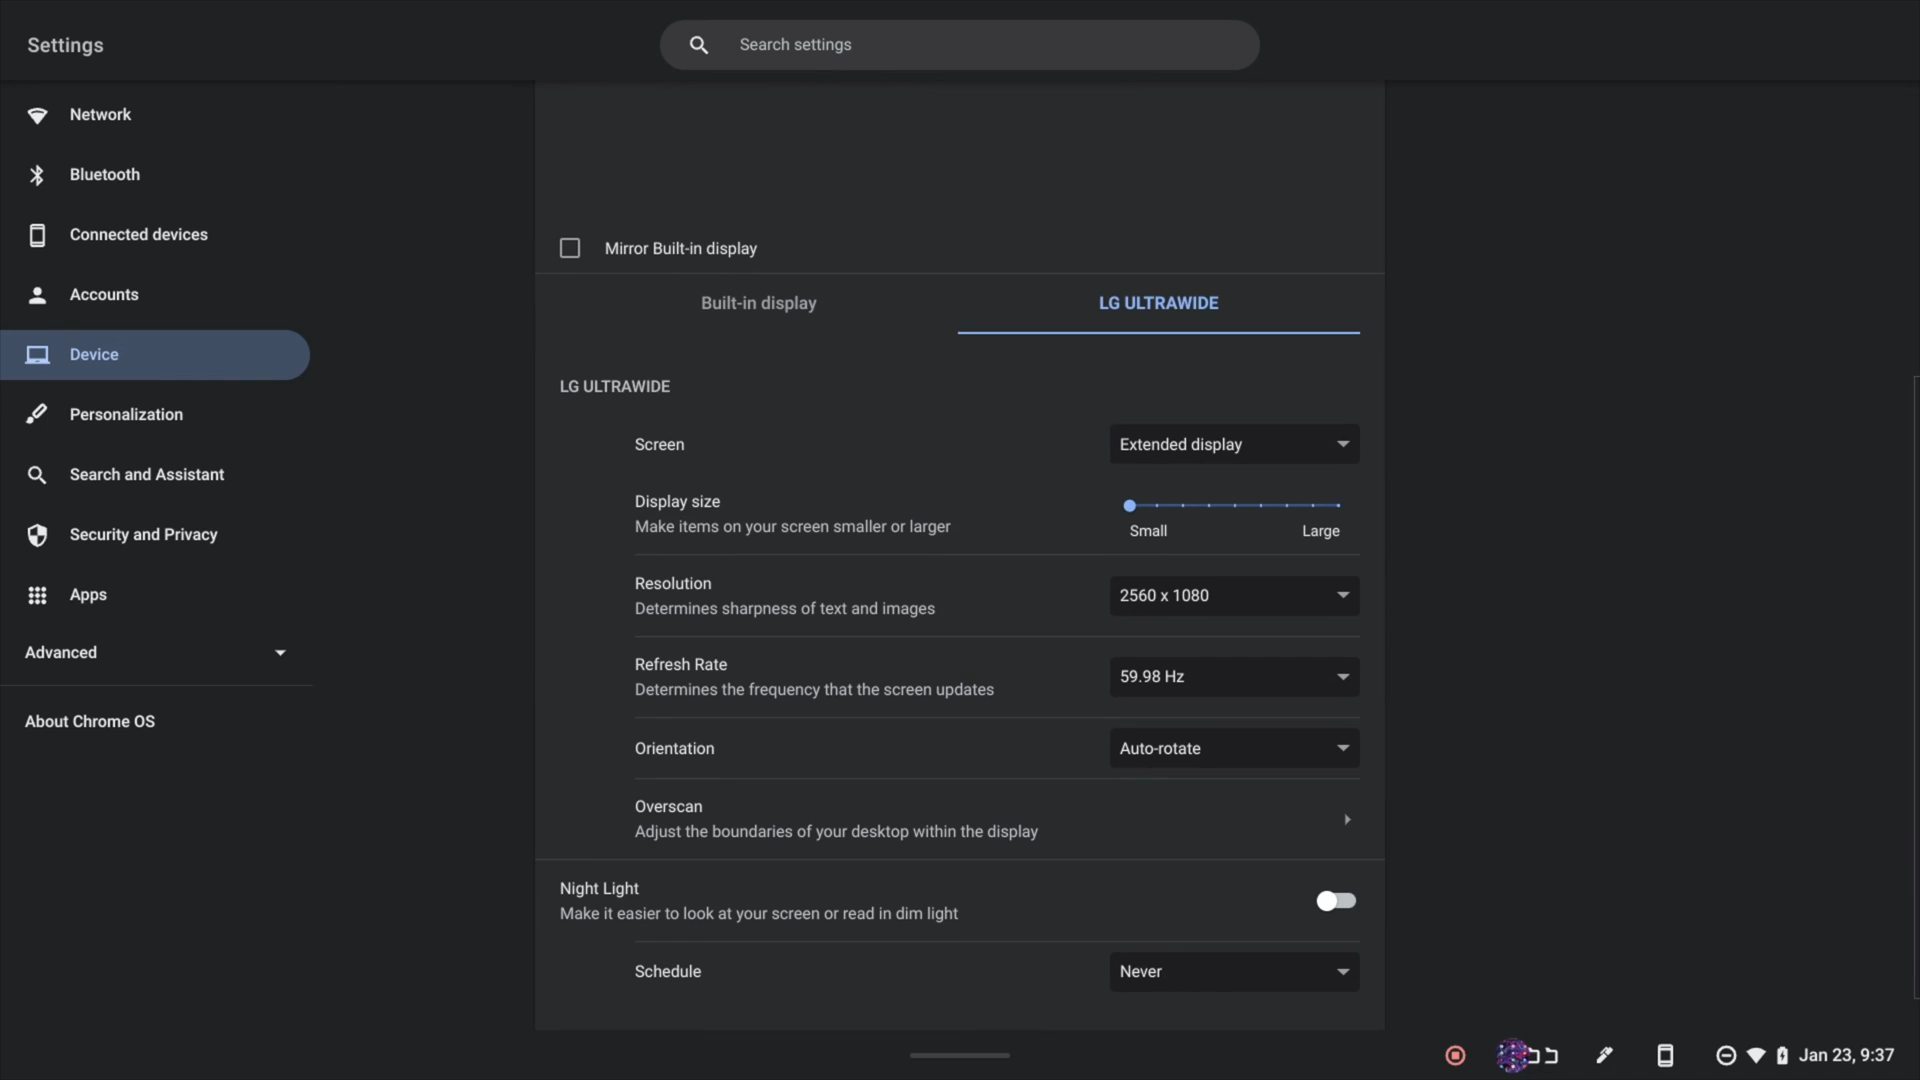 Settings
Search settings
Network
Bluetooth
Connected devices
Accounts
Device
Personalization
Search and Assistant
Security and Privacy
Apps
Advanced
About Chrome OS
Mirror Built-in display
Built-in display
LG ULTRAWIDE
LG ULTRAWIDE
Screen
Extended display
Display size
Make items on your screen smaller or larger
Small
Large
Resolution
Determines sharpness of text and images
2560 x 1080
Refresh Rate
Determines the frequency that the screen updates
59.98 Hz
Orientation
Auto-rotate
Overscan
Adjust the boundaries of your desktop within the display
Night Light
Make it easier to look at your screen or read in dim light
Schedule
Never
Jan 23, 9:37